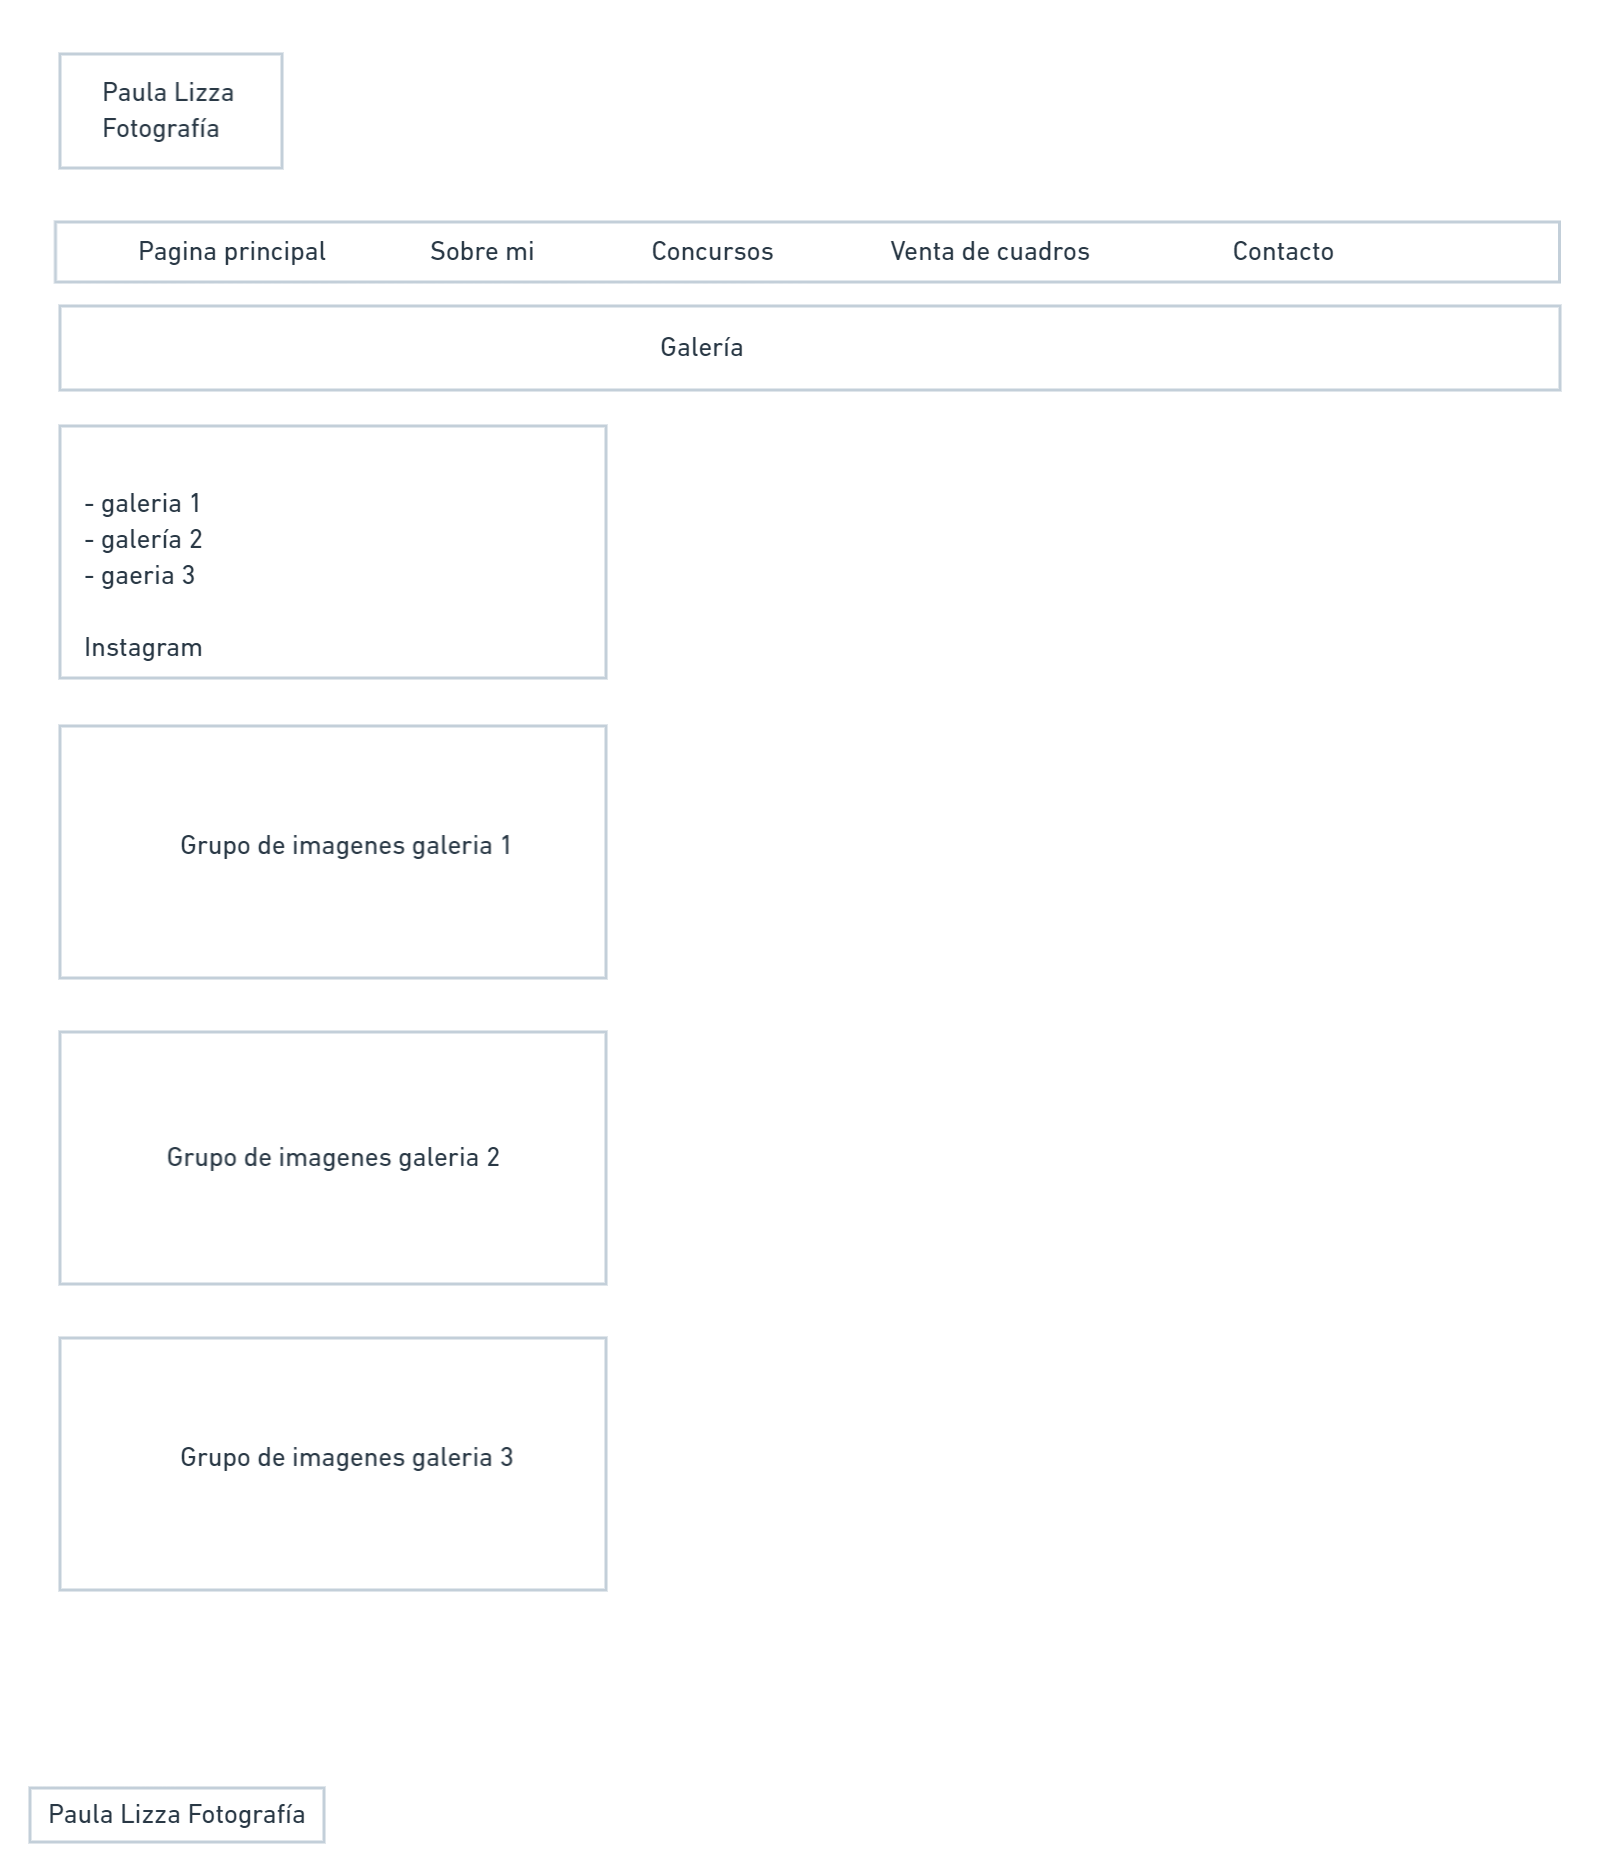 Paula Lizza
Fotografía
Pagina principal Sobre mi Concursos Venta de cuadros Contacto
Galería
- galeria 1
- galería 2
- gaeria 3
Instagram
Grupo de imagenes galeria 1
Grupo de imagenes galeria 2
Grupo de imagenes galeria 3
Paula Lizza Fotografía